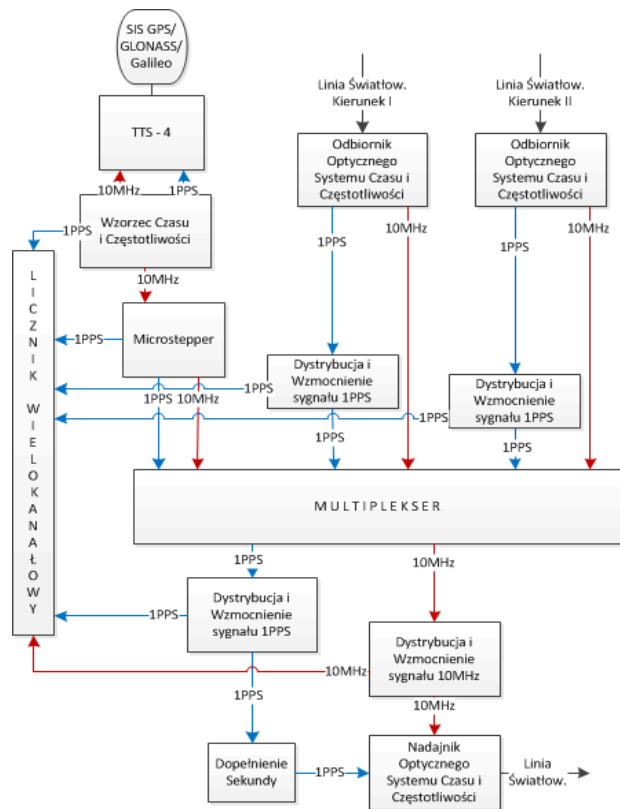 SIS GPS/
GLONASS/
Galileo
TTS - 4
10MHz
1PPS
Wzorzec Czasu
i Częstotliwości
1PPS
10MHz
Microstepper
1PPS
1PPS
10MHz
LICZNIK WIELOKANAŁOWY
Linia Światłow.
Kierunek I
Odbiornik
Optycznego
Systemu Czasu i
Częstotliwości
1PPS
10MHz
Dystrybucja i
Wzmocnienie
sygnału 1PPS
1PPS
1PPS
Linia Światłow.
Kierunek II
Odbiornik
Optycznego
Systemu Czasu i
Częstotliwości
1PPS
10MHz
Dystrybucja i
Wzmocnienie
sygnału 1PPS
1PPS
1PPS
MULTIPLEKSER
1PPS
10MHz
Dystrybucja i
Wzmocnienie
sygnału 1PPS
1PPS
1PPS
Dystrybucja i
Wzmocnienie
sygnału 10MHz
10MHz
10MHz
Dopełnienie
Sekundy
1PPS
Nadajnik
Optycznego
Systemu Czasu i
Częstotliwości
Linia
Światłow.